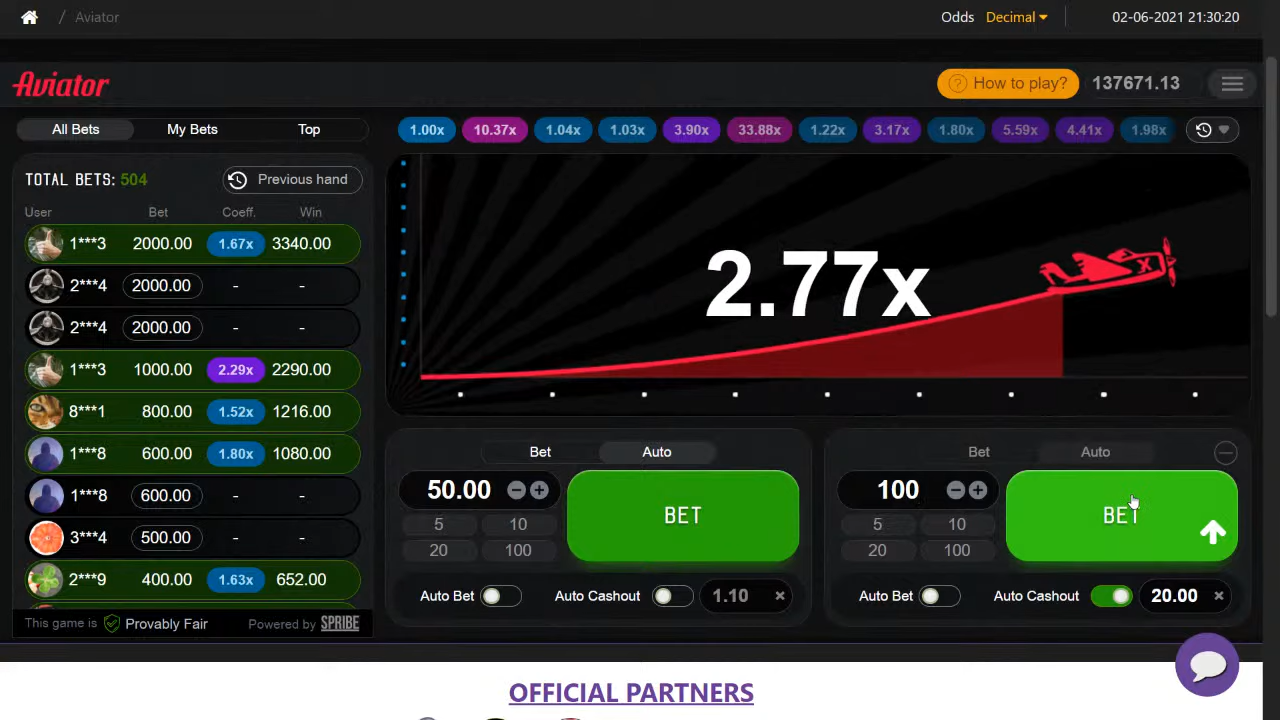 / Aviator
Odds Decimal
02-06-2021 21:30:20
Aviator
? How to play?
137671.13
All Bets My Bets Top
1.00x 10.37x 1.04x 1.03x 3.90x 33.88x 1.22x 3.17x 1.80x 5.59x 4.41x 1.98x
TOTAL BETS: 504
Previous hand
User Bet Coeff. Win
1***3 2000.00 1.67x 3340.00
2***4 2000.00 - -
2***4 2000.00 - -
1***3 1000.00 2.29x 2290.00
8***1 800.00 1.52x 1216.00
1***8 600.00 1.80x 1080.00
1***8 600.00 - -
3***4 500.00 - -
2***9 400.00 1.63x 652.00
This game is Provably Fair Powered by SPRIBE
2.77x
X
Bet Auto
50.00
5 10
20 100
BET
Auto Bet Auto Cashout 1.10 ×
Bet Auto
100
5 10
20 100
BET
Auto Bet Auto Cashout 20.00 ×
OFFICIAL PARTNERS